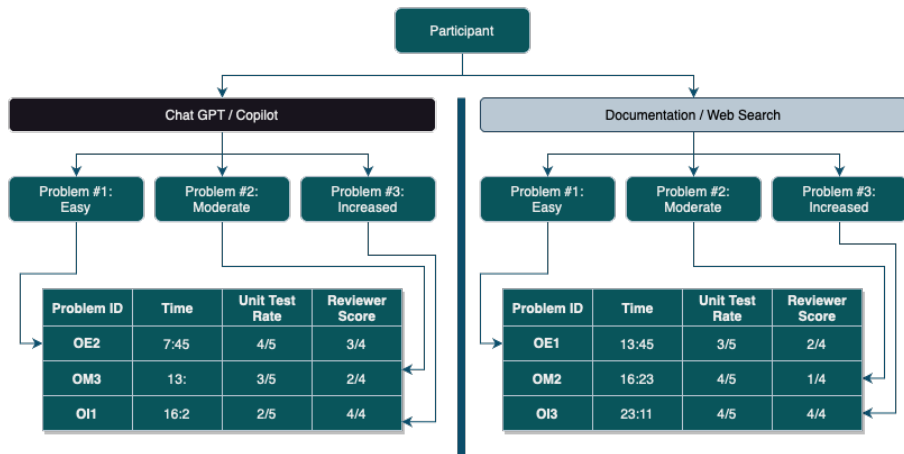 Participant
Chat GPT / Copilot
Documentation / Web Search
Problem #1:
Easy
Problem #2:
Moderate
Problem #3:
Increased
Problem #1:
Easy
Problem #2:
Moderate
Problem #3:
Increased
Problem ID Time Unit Test Rate Reviewer Score
OE2 7:45 4/5 3/4
OM3 13: 3/5 2/4
OI1 16:2 2/5 4/4
Problem ID Time Unit Test Rate Reviewer Score
OE1 13:45 3/5 2/4
OM2 16:23 4/5 1/4
OI3 23:11 4/5 4/4